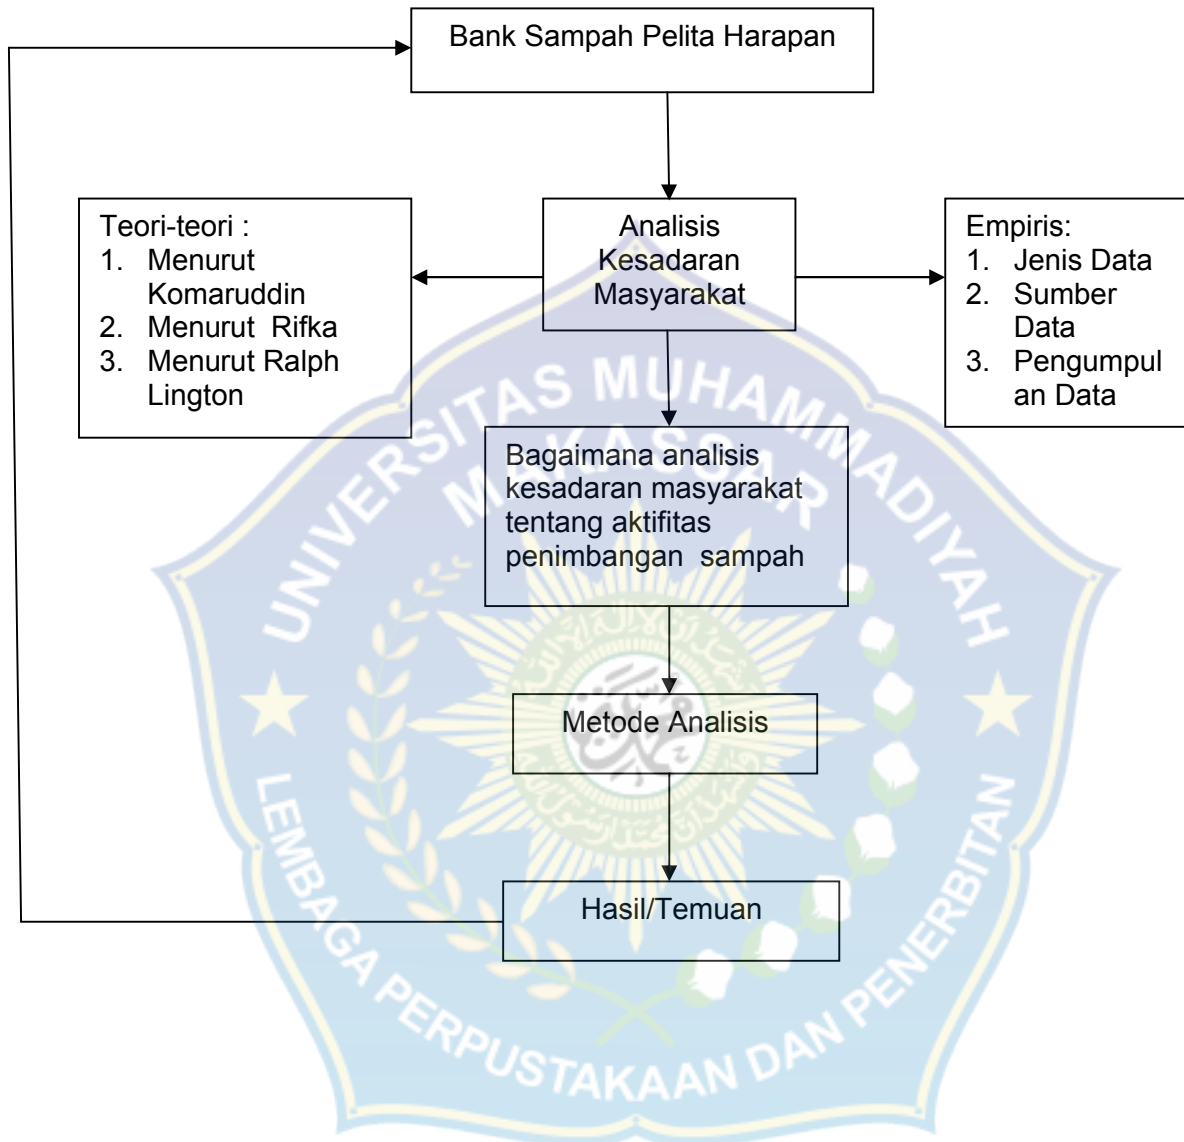 Bank Sampah Pelita Harapan
Teori-teori :
1. Menurut
Komaruddin
2. Menurut Rifka
3. Menurut Ralph
Lington
Analisis
Kesadaran
Masyarakat
Empiris:
1. Jenis Data
2. Sumber
Data
3. Pengumpul
an Data
Bagaimana analisis
kesadaran masyarakat
tentang aktifitas
penimbangan sampah
Metode Analisis
Hasil/Temuan
UNIVERSITAS MUHAMMADIYAH
MAKASSAR
LEMBAGA PERPUSTAKAAN DAN PENERBITAN